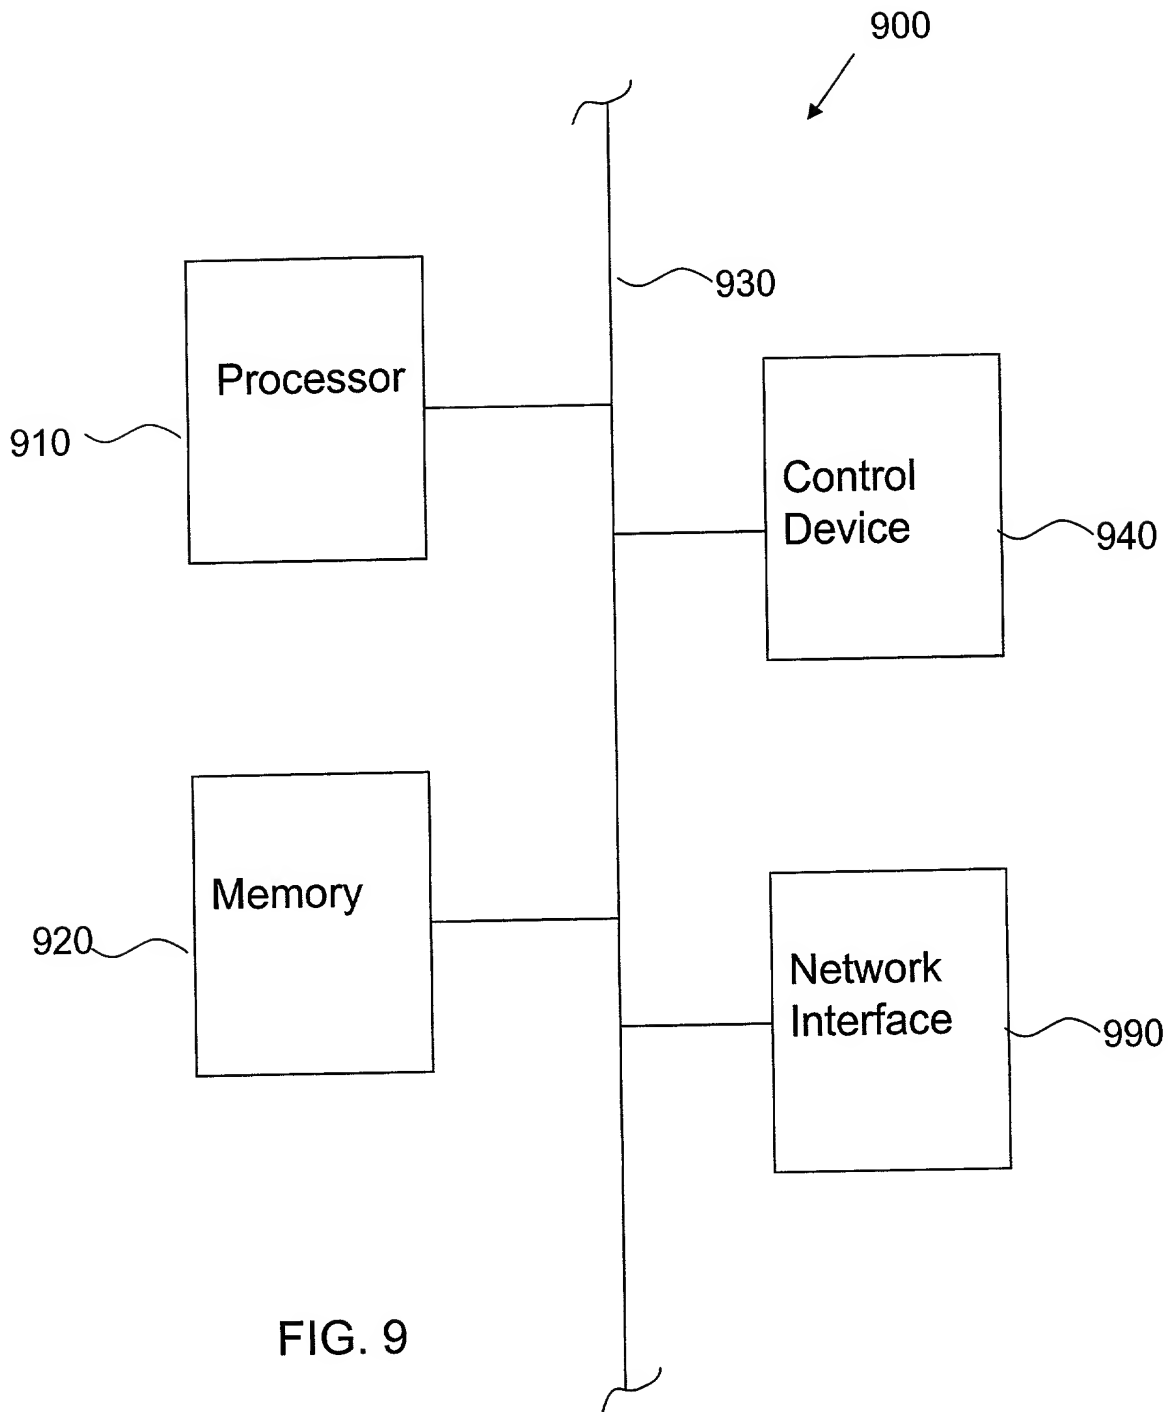 900
930
Processor
910
Control
Device
940
Memory
920
Network
Interface
990
FIG. 9